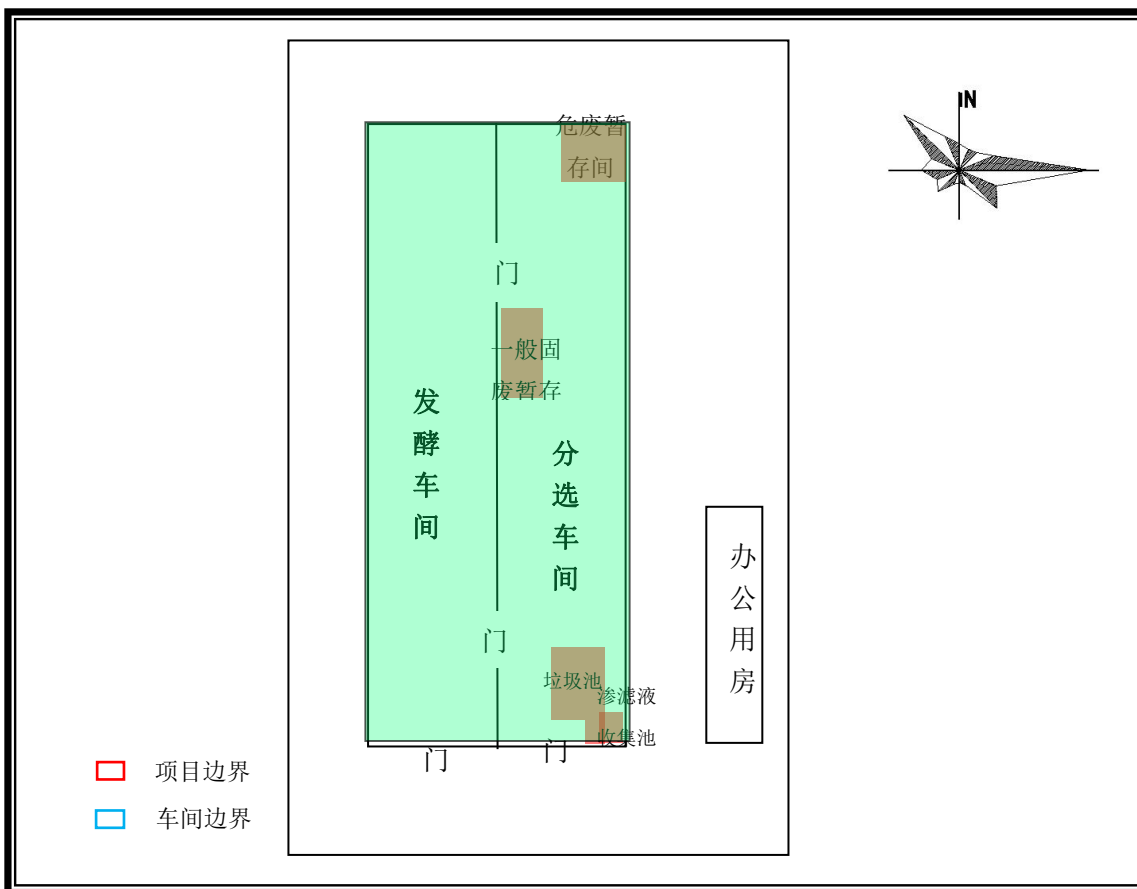 N
危废暂
存间
门
一般固
废暂存
发酵车间
分选车间
办公用房
门
垃圾池
渗滤液
收集池
门
门
项目边界
车间边界